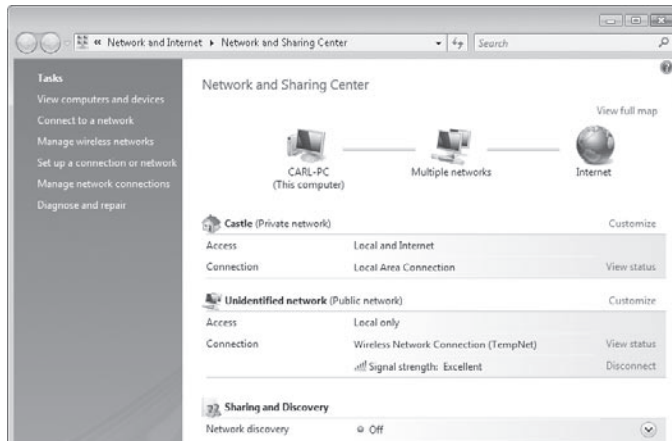 « Network and Internet ▸ Network and Sharing Center
Search
Tasks
View computers and devices
Connect to a network
Manage wireless networks
Set up a connection or network
Manage network connections
Diagnose and repair
Network and Sharing Center
View full map
CARL-PC
(This computer)
Multiple networks
Internet
Castle (Private network) Customize
Access Local and Internet
Connection Local Area Connection View status
Unidentified network (Public network) Customize
Access Local only
Connection Wireless Network Connection (TempNet) View status
Signal strength: Excellent Disconnect
Sharing and Discovery
Network discovery Off